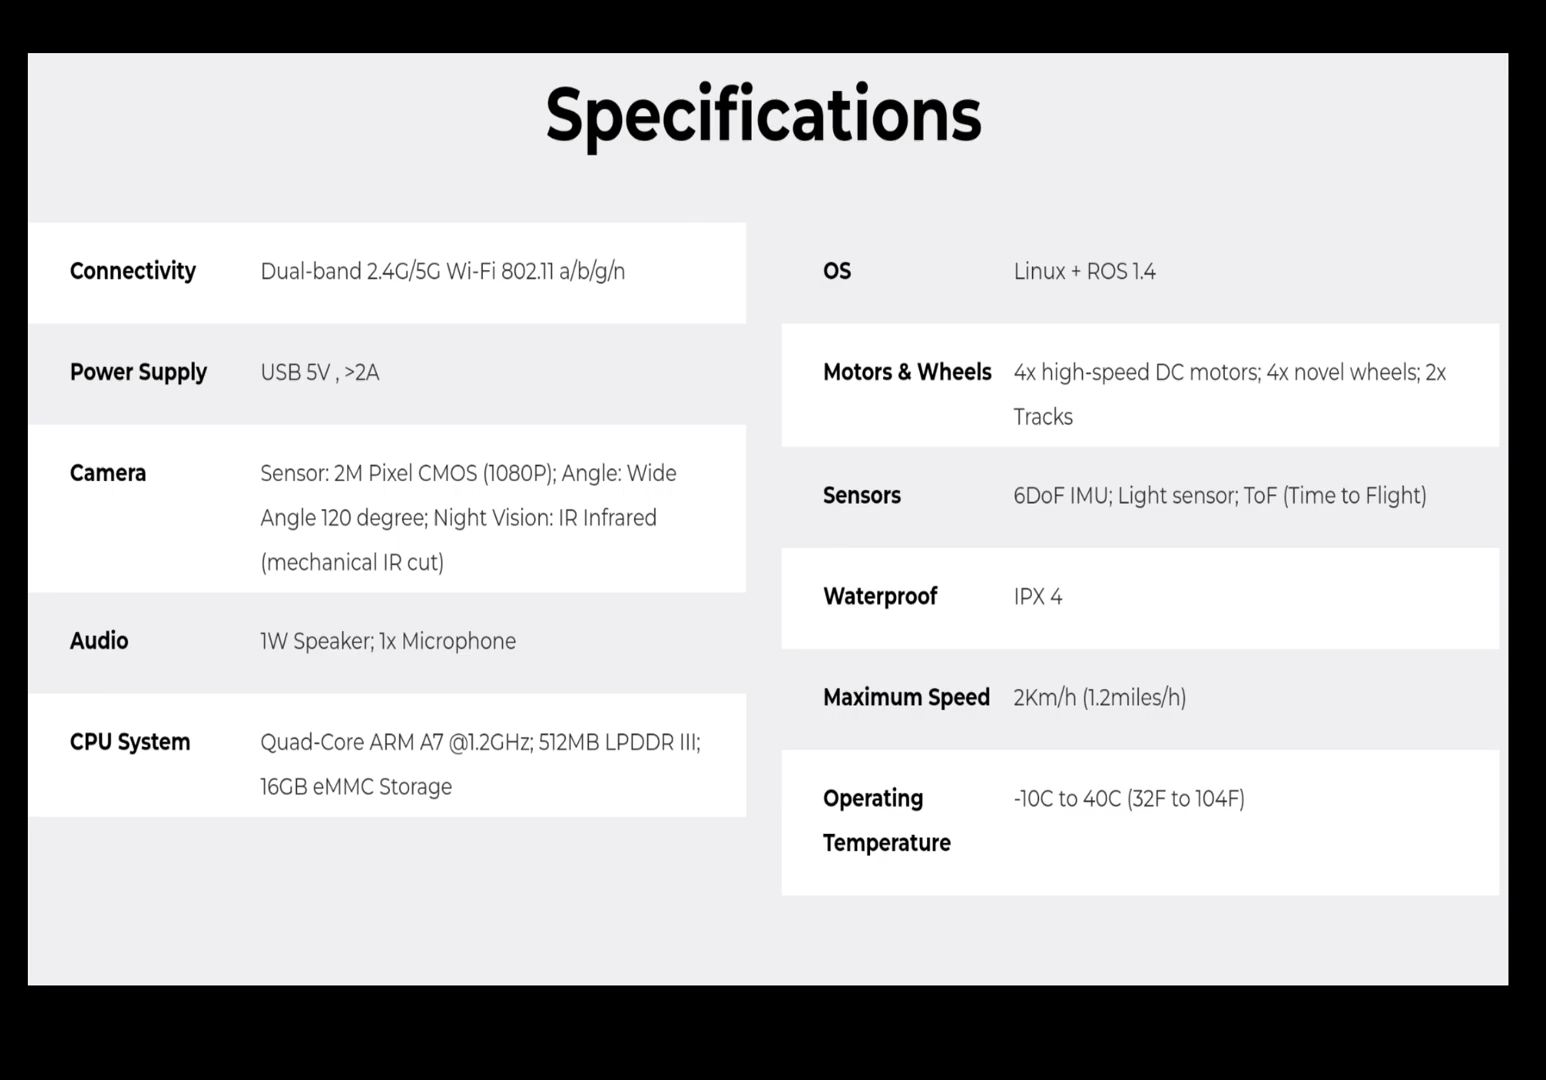 Specifications
Connectivity
Dual-band 2.4G/5G Wi-Fi 802.11 a/b/g/n
Power Supply
USB 5V , >2A
Camera
Sensor: 2M Pixel CMOS (1080P); Angle: Wide
Angle 120 degree; Night Vision: IR Infrared
(mechanical IR cut)
Audio
1W Speaker; 1x Microphone
CPU System
Quad-Core ARM A7 @1.2GHz; 512MB LPDDR III;
16GB eMMC Storage
OS
Linux + ROS 1.4
Motors & Wheels
4x high-speed DC motors; 4x novel wheels; 2x
Tracks
Sensors
6DoF IMU; Light sensor; ToF (Time to Flight)
Waterproof
IPX 4
Maximum Speed
2Km/h (1.2miles/h)
Operating
Temperature
-10C to 40C (32F to 104F)